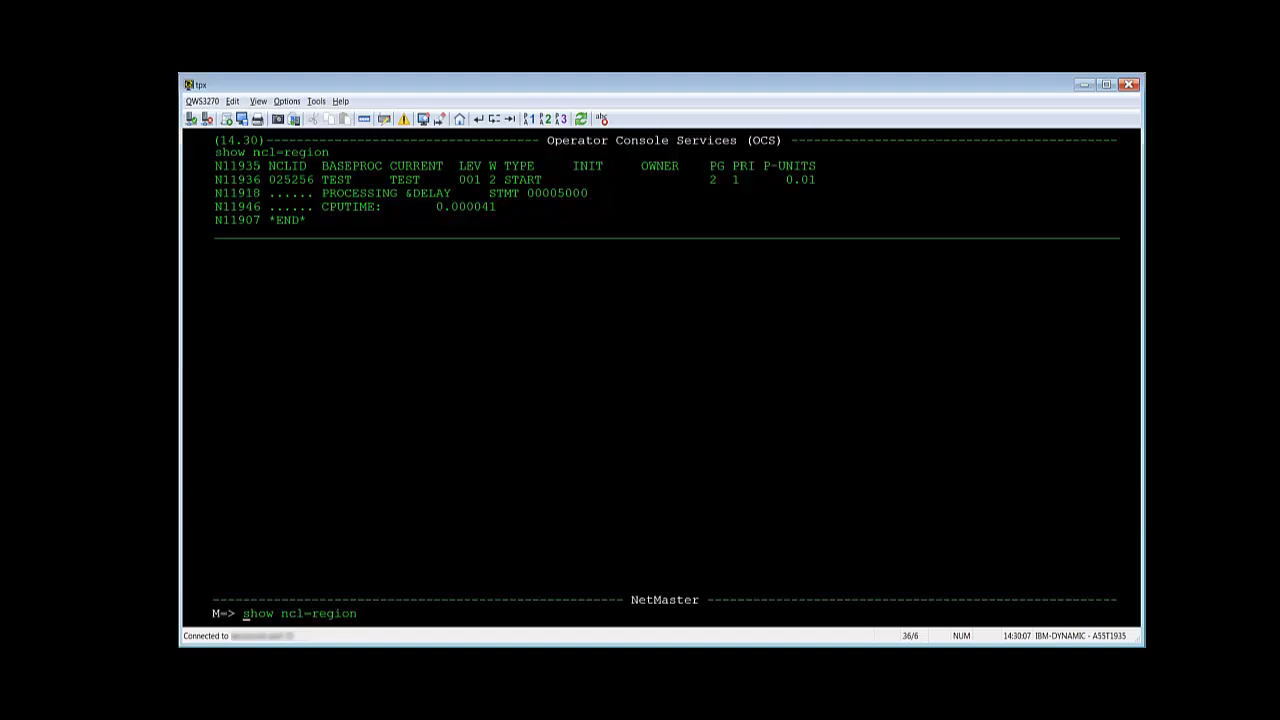 tpx
QWS3270 Edit View Options Tools Help
(14.30)--------------------------------------- Operator Console Services (OCS) ----------------------------------------------
show ncl=region
N11935 NCLID BASEPROC CURRENT LEV W TYPE INIT OWNER PG PRI P-UNITS
N11936 025256 TEST TEST 001 2 START 2 1 0.01
N11918 ...... PROCESSING &DELAY STMT 00005000
N11946 ...... CPUTIME: 0.000041
N11907 *END*
------------------------------------------------------- NetMaster -------------------------------------------------------
M=> show ncl=region
Connected to
36/6 NUM 14:30:07 IBM-DYNAMIC - A55T1935